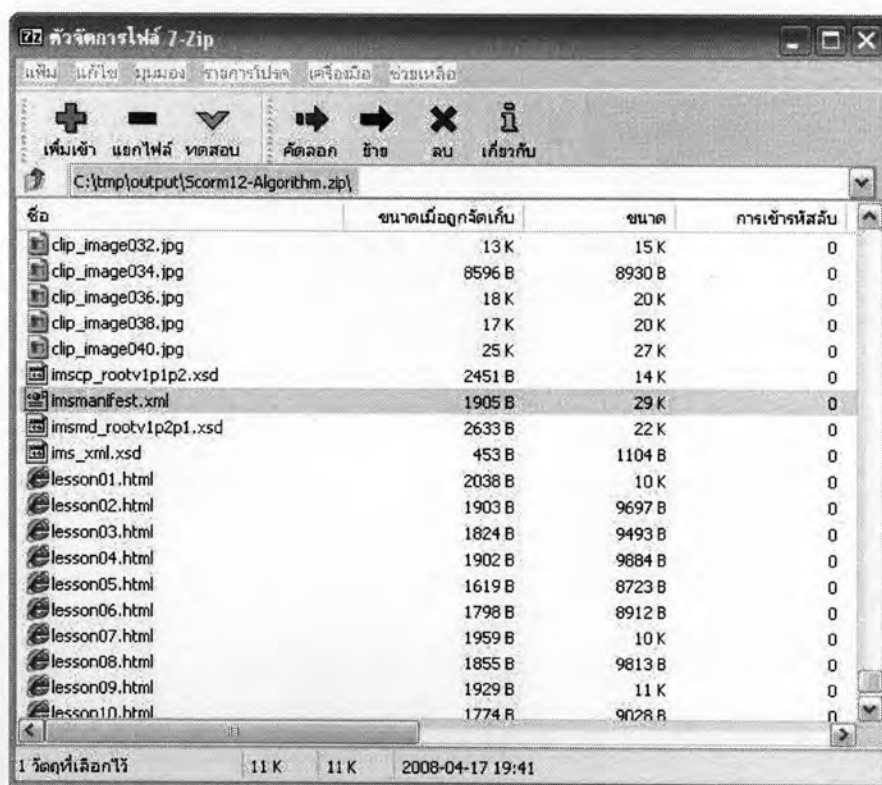 7z ตัวจัดการไฟล์ 7-Zip
แฟ้ม แก้ไข มุมมอง รายการโปรด เครื่องมือ ช่วยเหลือ
เพิ่มเข้า แยกไฟล์ ทดสอบ คัดลอก ย้าย ลบ เกี่ยวกับ
C:\tmp\output\Scorm12-Algorithm.zip\
ชื่อ ขนาดเมื่อถูกจัดเก็บ ขนาด การเข้ารหัสลับ
clip_image032.jpg 13 K 15 K 0
clip_image034.jpg 8596 B 8930 B 0
clip_image036.jpg 18 K 20 K 0
clip_image038.jpg 17 K 20 K 0
clip_image040.jpg 25 K 27 K 0
imscp_rootv1p1p2.xsd 2451 B 14 K 0
imsmanifest.xml 1905 B 29 K 0
imsmd_rootv1p2p1.xsd 2633 B 22 K 0
ims_xml.xsd 453 B 1104 B 0
lesson01.html 2038 B 10 K 0
lesson02.html 1903 B 9697 B 0
lesson03.html 1824 B 9493 B 0
lesson04.html 1902 B 9884 B 0
lesson05.html 1619 B 8723 B 0
lesson06.html 1798 B 8912 B 0
lesson07.html 1959 B 10 K 0
lesson08.html 1855 B 9813 B 0
lesson09.html 1929 B 11 K 0
lesson10.html 1774 B 9028 B 0
1 วัตถุที่เลือกไว้ 11 K 11 K 2008-04-17 19:41